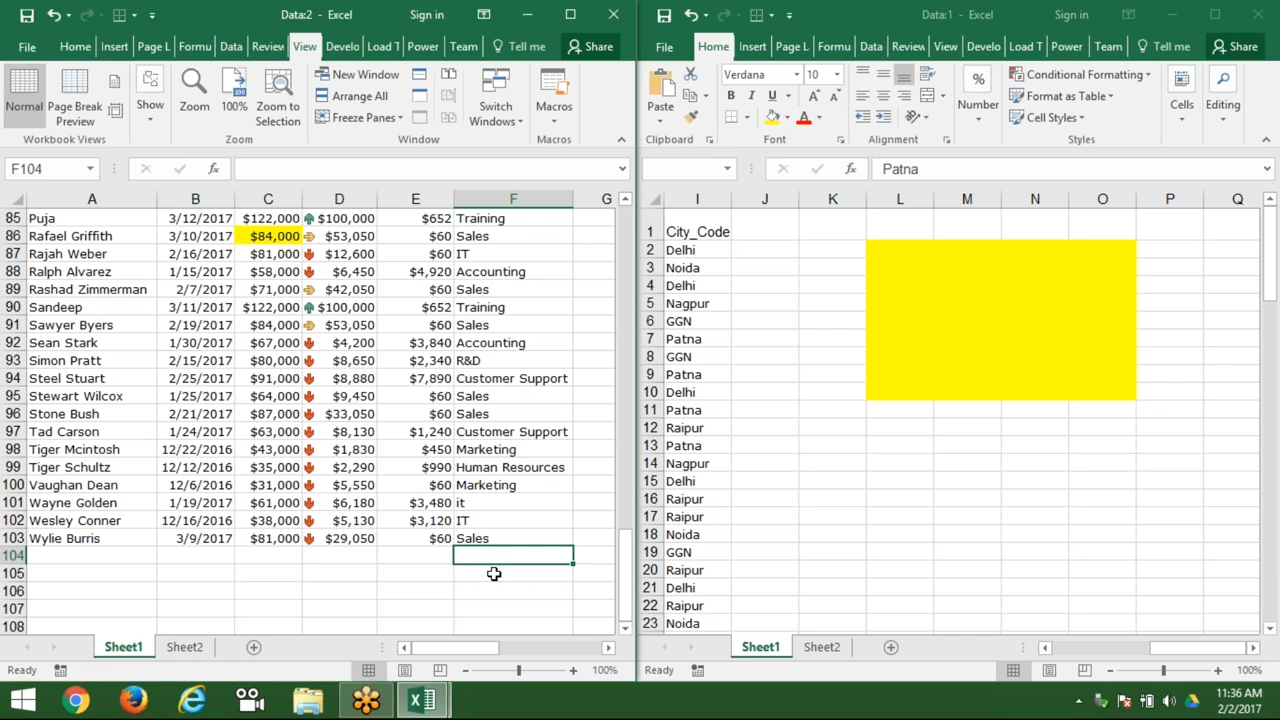 Data:2 - Excel
Sign in
File Home Insert Page L Formu Data Review View Develo Load T Power Team Tell me Share
Normal
Page Break
Preview
Show
Zoom
100%
Zoom to
Selection
New Window
Arrange All
Freeze Panes
Switch
Windows
Macros
Workbook Views
Zoom
Window
Macros
F104
fx
A B C D E F G
85 Puja 3/12/2017 $122,000 $100,000 $652 Training
86 Rafael Griffith 3/10/2017 $84,000 $53,050 $60 Sales
87 Rajah Weber 2/16/2017 $81,000 $12,600 $60 IT
88 Ralph Alvarez 1/15/2017 $58,000 $6,450 $4,920 Accounting
89 Rashad Zimmerman 2/7/2017 $71,000 $42,050 $60 Sales
90 Sandeep 3/11/2017 $122,000 $100,000 $652 Training
91 Sawyer Byers 2/19/2017 $84,000 $53,050 $60 Sales
92 Sean Stark 1/30/2017 $67,000 $4,200 $3,840 Accounting
93 Simon Pratt 2/15/2017 $80,000 $8,650 $2,340 R&D
94 Steel Stuart 2/25/2017 $91,000 $8,880 $7,890 Customer Support
95 Stewart Wilcox 1/25/2017 $64,000 $9,450 $60 Sales
96 Stone Bush 2/21/2017 $87,000 $33,050 $60 Sales
97 Tad Carson 1/24/2017 $63,000 $8,130 $1,240 Customer Support
98 Tiger Mcintosh 12/22/2016 $43,000 $1,830 $450 Marketing
99 Tiger Schultz 12/12/2016 $35,000 $2,290 $990 Human Resources
100 Vaughan Dean 12/6/2016 $31,000 $5,550 $60 Marketing
101 Wayne Golden 1/19/2017 $61,000 $6,180 $3,480 it
102 Wesley Conner 12/16/2016 $38,000 $5,130 $3,120 IT
103 Wylie Burris 3/9/2017 $81,000 $29,050 $60 Sales
104
105
106
107
108
Sheet1 Sheet2
Ready
100%
Data:1 - Excel
Sign in
File Home Insert Page L Formu Data Review View Develo Load T Power Team Tell me Share
Paste
Verdana 10
B I U
A A
A
%
Number
Conditional Formatting
Format as Table
Cell Styles
Cells
Editing
Clipboard
Font
Alignment
Styles
fx Patna
I J K L M N O P Q
1 City_Code
2 Delhi
3 Noida
4 Delhi
5 Nagpur
6 GGN
7 Patna
8 GGN
9 Patna
10 Delhi
11 Patna
12 Raipur
13 Patna
14 Nagpur
15 Delhi
16 Raipur
17 Raipur
18 Noida
19 GGN
20 Raipur
21 Delhi
22 Raipur
23 Noida
Sheet1 Sheet2
Ready
100%
11:36 AM
2/2/2017